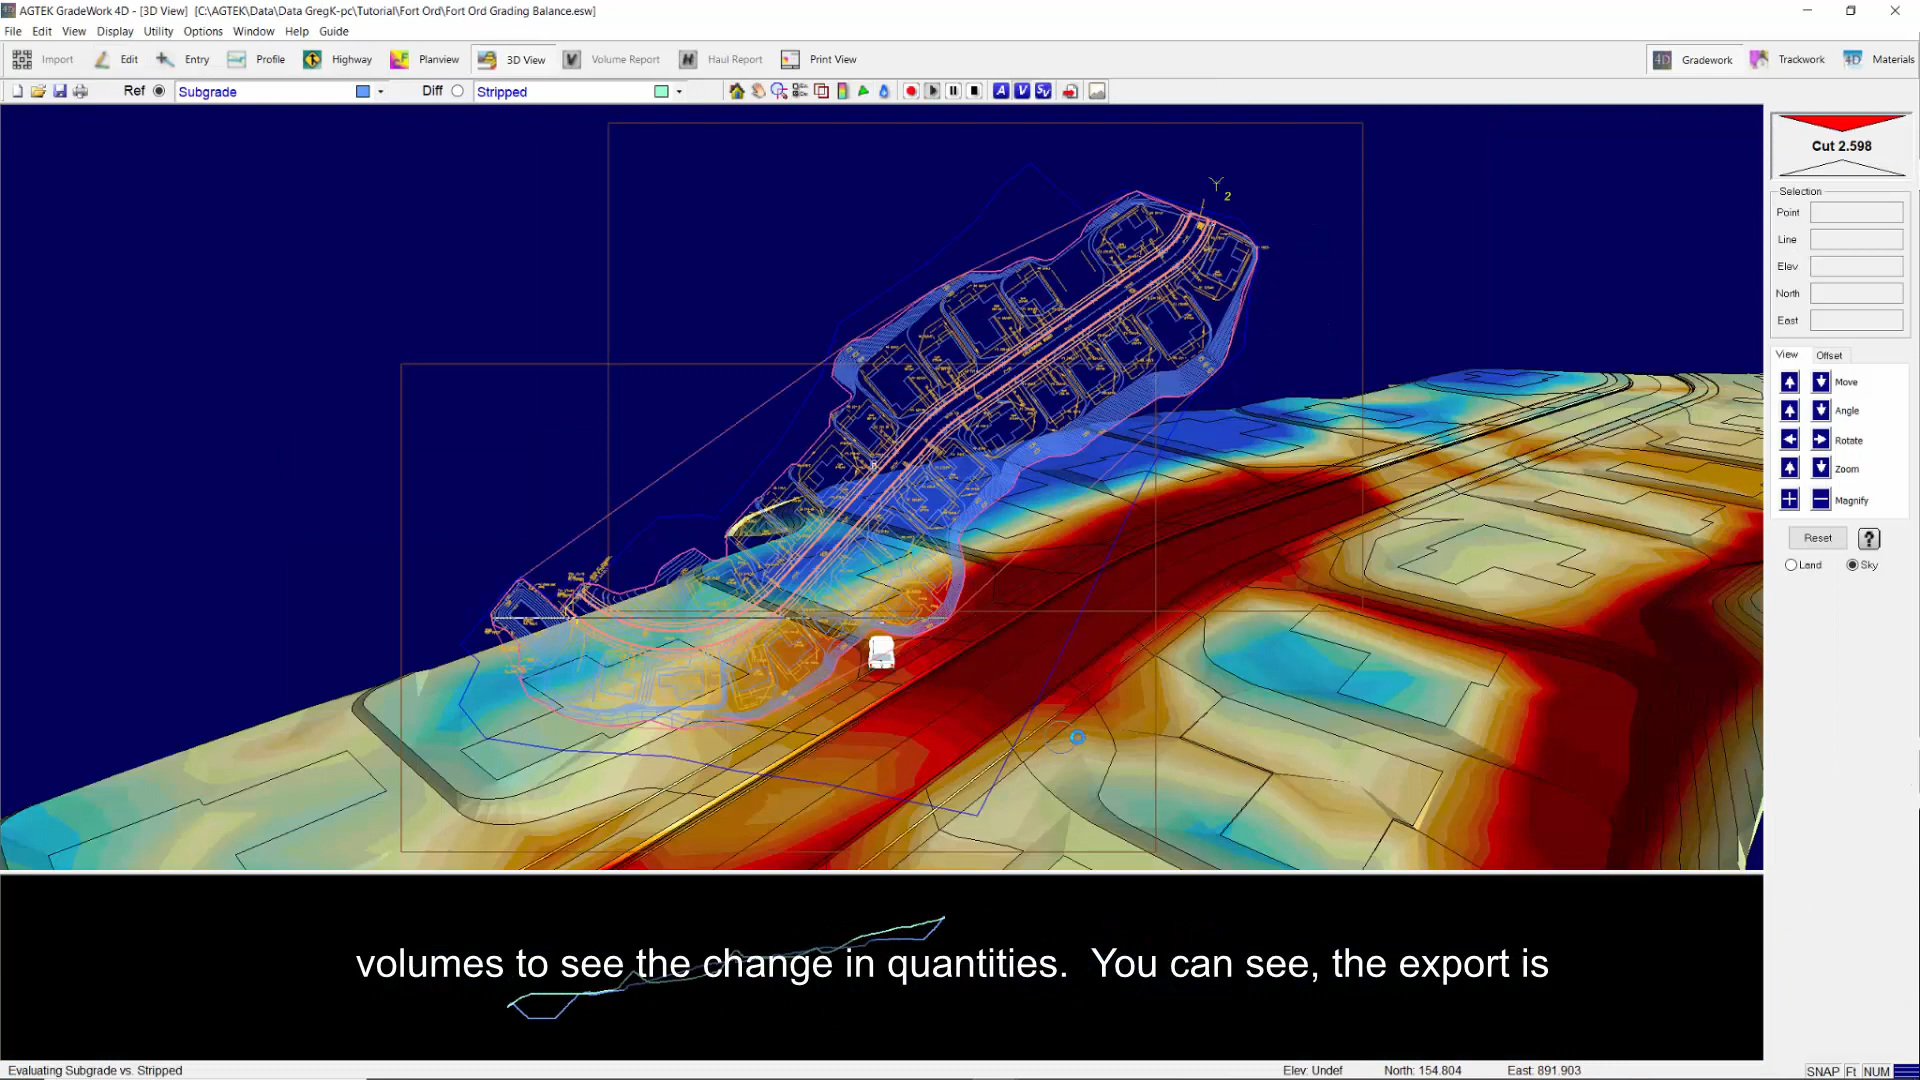 AGTEK GradeWork 4D - [3D View] [C:\AGTEK\Data\Data GregK-pc\Tutorial\Fort Ord\Fort Ord Grading Balance.esw]
File Edit View Display Utility Options Window Help Guide
Import Edit Entry Profile Highway Planview 3D View Volume Report Haul Report Print View Gradework Trackwork Materials
Ref Subgrade Diff Stripped A V SV
Cut 2.598
Selection
Point
Line
Elev
North
East
View Offset
Move
Angle
Rotate
Zoom
Magnify
Reset ?
Land Sky
2
volumes to see the change in quantities. You can see, the export is
Evaluating Subgrade vs. Stripped Elev: Undef North: 154.804 East: 891.903 SNAP Ft NUM